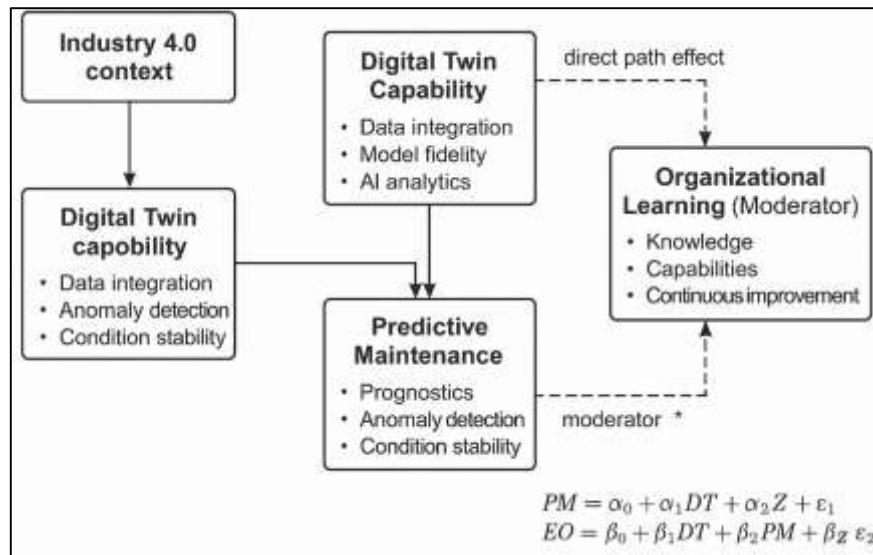 Industry 4.0
context
Digital Twin
Capability
• Data integration
• Model fidelity
• AI analytics
direct path effect
Organizational
Learning (Moderator)
• Knowledge
• Capabilities
• Continuous improvement
Digital Twin
capobility
• Data integration
• Anomaly detection
• Condition stability
Predictive
Maintenance
• Prognostics
• Anomaly detection
• Condition stability
moderator *
PM = α₀ + α₁DT + α₂Z + ε₁
EO = β₀ + β₁DT + β₂PM + β_Z ε₂